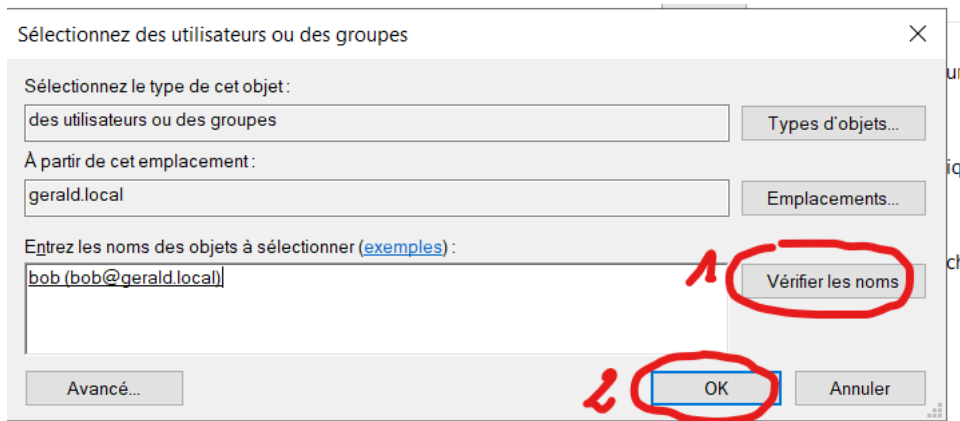 Sélectionnez des utilisateurs ou des groupes
Sélectionnez le type de cet objet :
des utilisateurs ou des groupes
Types d'objets...
À partir de cet emplacement :
gerald.local
Emplacements...
Entrez les noms des objets à sélectionner (exemples) :
bob (bob@gerald.local)
1
Vérifier les noms
Avancé...
2
OK
Annuler